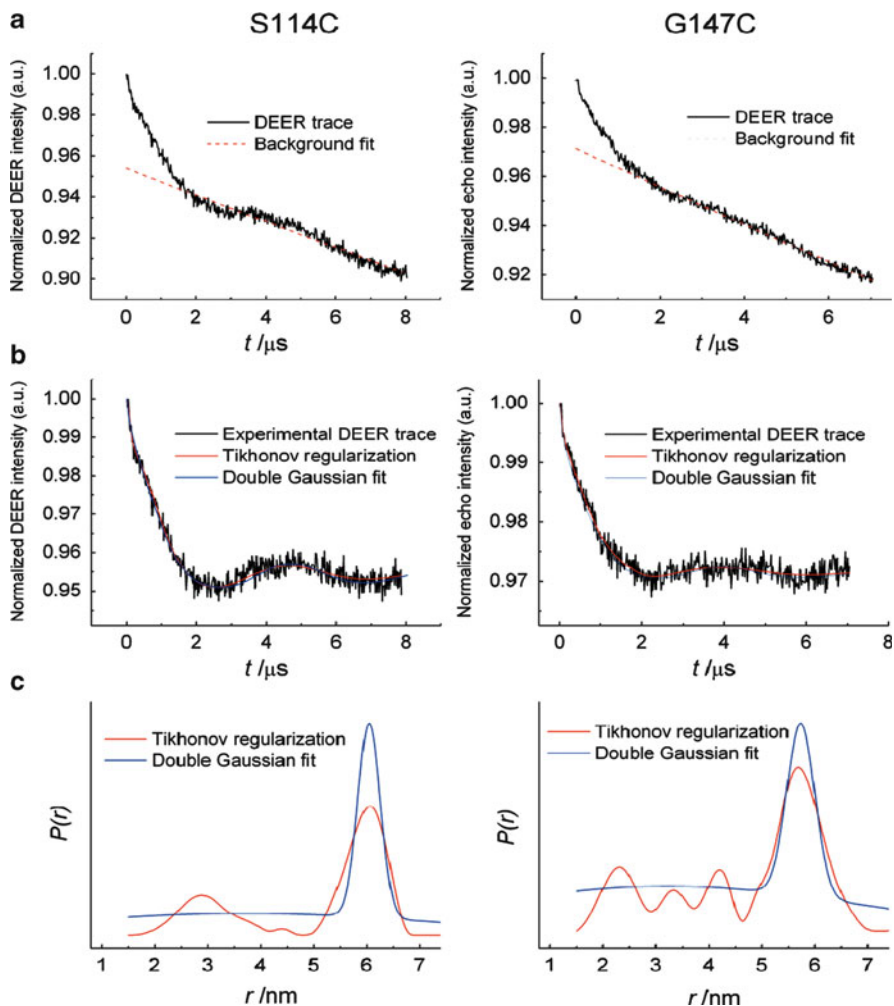 a
S114C
G147C
Normalized DEER intesity (a.u.)
1.00
0.98
0.96
0.94
0.92
0.90
DEER trace
Background fit
0 2 4 6 8
t /μs
Normalized echo intensity (a.u.)
1.00
0.98
0.96
0.94
0.92
DEER trace
Background fit
0 2 4 6
t /μs
b
Normalized DEER intensity (a.u.)
1.00
0.99
0.98
0.97
0.96
0.95
Experimental DEER trace
Tikhonov regularization
Double Gaussian fit
0 2 4 6 8
t /μs
Normalized echo intensity (a.u.)
1.00
0.99
0.98
0.97
Experimental DEER trace
Tikhonov regularization
Double Gaussian fit
0 2 4 6 8
t /μs
c
P(r)
Tikhonov regularization
Double Gaussian fit
1 2 3 4 5 6 7
r /nm
P(r)
Tikhonov regularization
Double Gaussian fit
1 2 3 4 5 6 7
r /nm